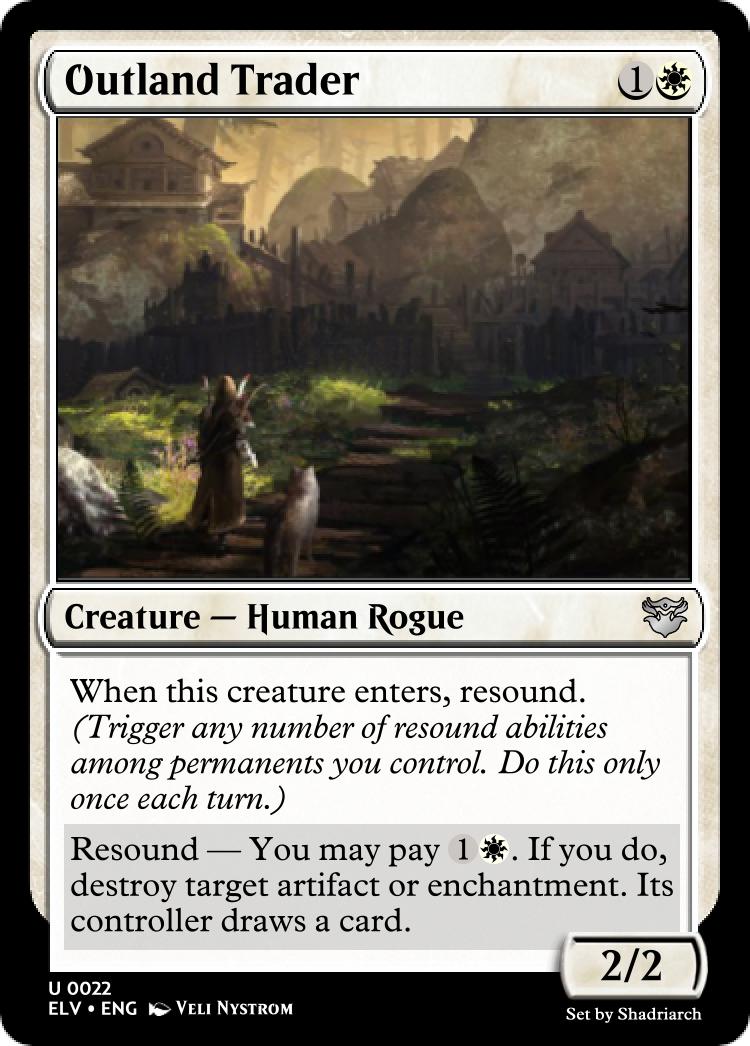 Outland Trader 1
Creature — Human Rogue
When this creature enters, resound.
(Trigger any number of resound abilities
among permanents you control. Do this only
once each turn.)
Resound — You may pay 1. If you do,
destroy target artifact or enchantment. Its
controller draws a card.
2/2
U 0022
ELV • ENG VELI NYSTROM
Set by Shadriarch